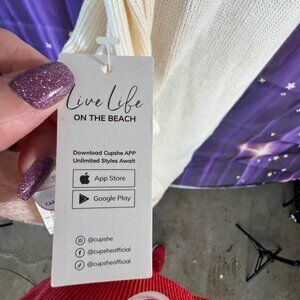 Live Life
ON THE BEACH
Download Cupshe APP
Unlimited Styles Await
App Store
Google Play
@cupshe
@cupsheofficial
@cupsheofficial